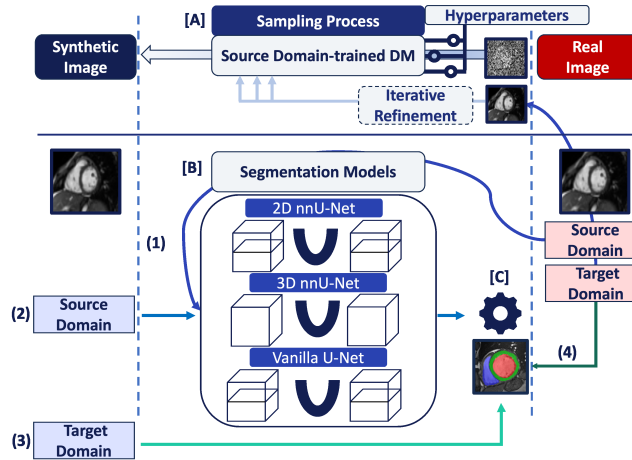 [A]
Sampling Process
Hyperparameters
Synthetic
Image
Source Domain-trained DM
Real
Image
Iterative
Refinement
[B]
Segmentation Models
2D nnU-Net
(1)
Source
Domain
[C]
Target
Domain
3D nnU-Net
(2)
Source
Domain
(4)
Vanilla U-Net
(3)
Target
Domain